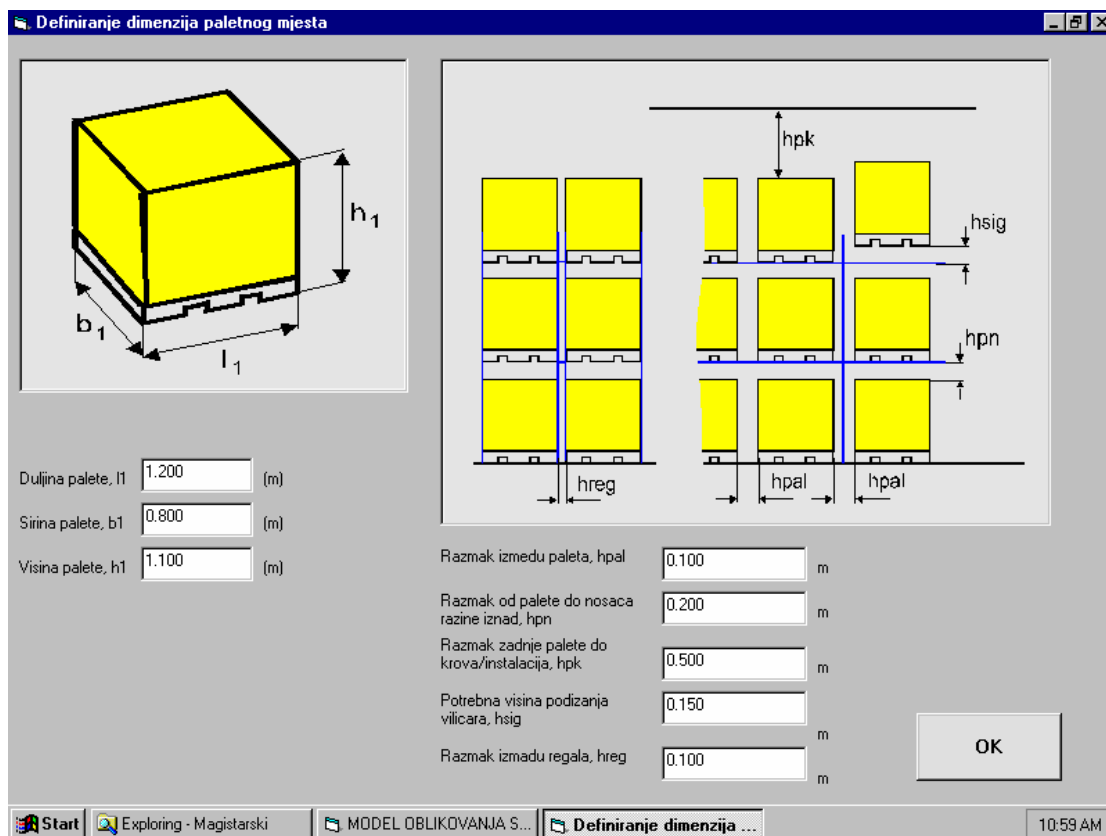 Definiranje dimenzija paletnog mjesta
h1
b1
l1
hpk
hsig
hpn
hreg
hpal
hpal
Duljina palete, l1
1.200
(m)
Sirina palete, b1
0.800
(m)
Visina palete, h1
1.100
(m)
Razmak izmedu paleta, hpal
0.100
m
Razmak od palete do nosaca
razine iznad, hpn
0.200
m
Razmak zadnje palete do
krova/instalacija, hpk
0.500
m
Potrebna visina podizanja
vilicara, hsig
0.150
m
Razmak izmadu regala, hreg
0.100
m
OK
Start
Exploring - Magistarski
MODEL OBLIKOVANJA S...
Definiranje dimenzija ...
10:59 AM